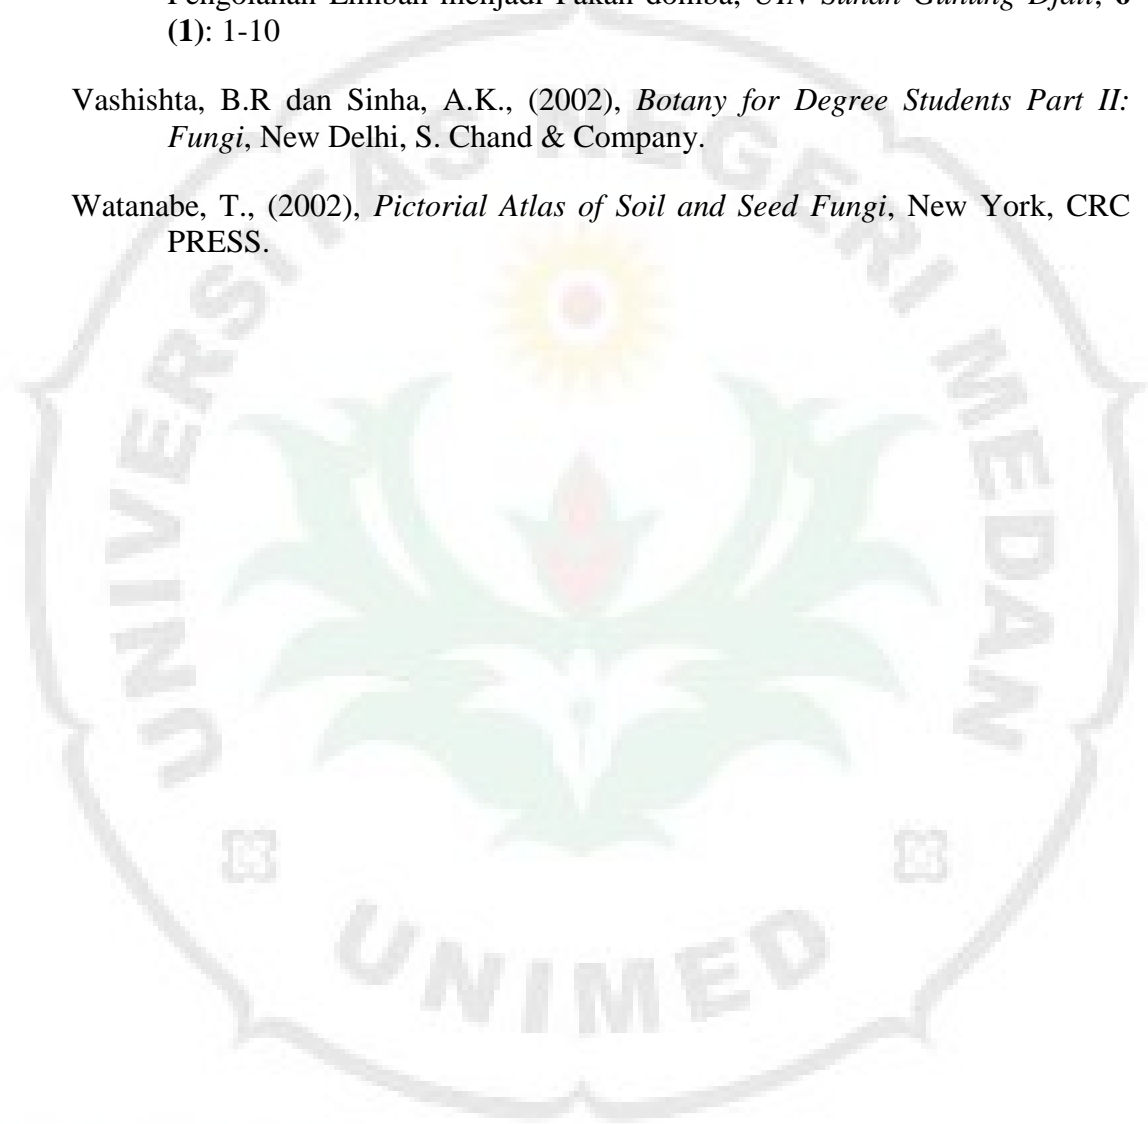 Pengolahan Limbah menjadi Pakan domba, UIN Sunan Gunung Djati, 6
(1): 1-10
Vashishta, B.R dan Sinha, A.K., (2002), Botany for Degree Students Part II:
Fungi, New Delhi, S. Chand & Company.
Watanabe, T., (2002), Pictorial Atlas of Soil and Seed Fungi, New York, CRC
PRESS.
UNIVERSITAS NEGERI MEDAN
UNIMED